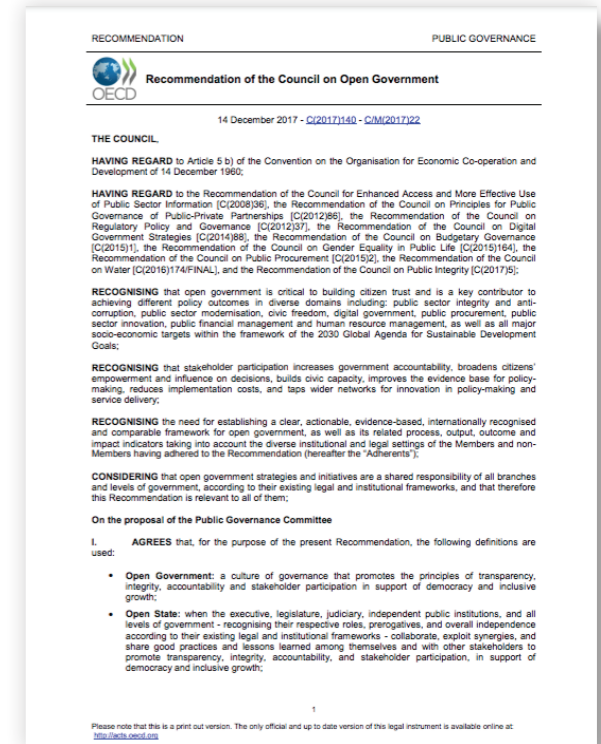 RECOMMENDATION PUBLIC GOVERNANCE
OECD
Recommendation of the Council on Open Government
14 December 2017 - C(2017)140 - C/M(2017)22
THE COUNCIL,
HAVING REGARD to Article 5 b) of the Convention on the Organisation for Economic Co-operation and
Development of 14 December 1960;
HAVING REGARD to the Recommendation of the Council for Enhanced Access and More Effective Use
of Public Sector Information [C(2008)36], the Recommendation of the Council on Principles for Public
Governance of Public-Private Partnerships [C(2012)86], the Recommendation of the Council on
Regulatory Policy and Governance [C(2012)37], the Recommendation of the Council on Digital
Government Strategies [C(2014)88], the Recommendation of the Council on Budgetary Governance
[C(2015)1], the Recommendation of the Council on Gender Equality in Public Life [C(2015)164], the
Recommendation of the Council on Public Procurement [C(2015)2], the Recommendation of the Council
on Water [C(2016)174/FINAL], and the Recommendation of the Council on Public Integrity [C(2017)5];
RECOGNISING that open government is critical to building citizen trust and is a key contributor to
achieving different policy outcomes in diverse domains including: public sector integrity and anti-
corruption, public sector modernisation, civic freedom, digital government, public procurement, public
sector innovation, public financial management and human resource management, as well as all major
socio-economic targets within the framework of the 2030 Global Agenda for Sustainable Development
Goals;
RECOGNISING that stakeholder participation increases government accountability, broadens citizens'
empowerment and influence on decisions, builds civic capacity, improves the evidence base for policy-
making, reduces implementation costs, and taps wider networks for innovation in policy-making and
service delivery;
RECOGNISING the need for establishing a clear, actionable, evidence-based, internationally recognised
and comparable framework for open government, as well as its related process, output, outcome and
impact indicators taking into account the diverse institutional and legal settings of the Members and non-
Members having adhered to the Recommendation (hereafter the "Adherents");
CONSIDERING that open government strategies and initiatives are a shared responsibility of all branches
and levels of government, according to their existing legal and institutional frameworks, and that therefore
this Recommendation is relevant to all of them;
On the proposal of the Public Governance Committee
I. AGREES that, for the purpose of the present Recommendation, the following definitions are
used:
• Open Government: a culture of governance that promotes the principles of transparency,
integrity, accountability and stakeholder participation in support of democracy and inclusive
growth;
• Open State: when the executive, legislature, judiciary, independent public institutions, and all
levels of government - recognising their respective roles, prerogatives, and overall independence
according to their existing legal and institutional frameworks - collaborate, exploit synergies, and
share good practices and lessons learned among themselves and with other stakeholders to
promote transparency, integrity, accountability, and stakeholder participation, in support of
democracy and inclusive growth;
1
Please note that this is a print out version. The only official and up to date version of this legal instrument is available online at:
http://acts.oecd.org